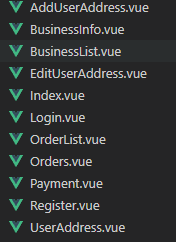 AddUserAddress.vue
BusinessInfo.vue
BusinessList.vue
EditUserAddress.vue
Index.vue
Login.vue
OrderList.vue
Orders.vue
Payment.vue
Register.vue
UserAddress.vue